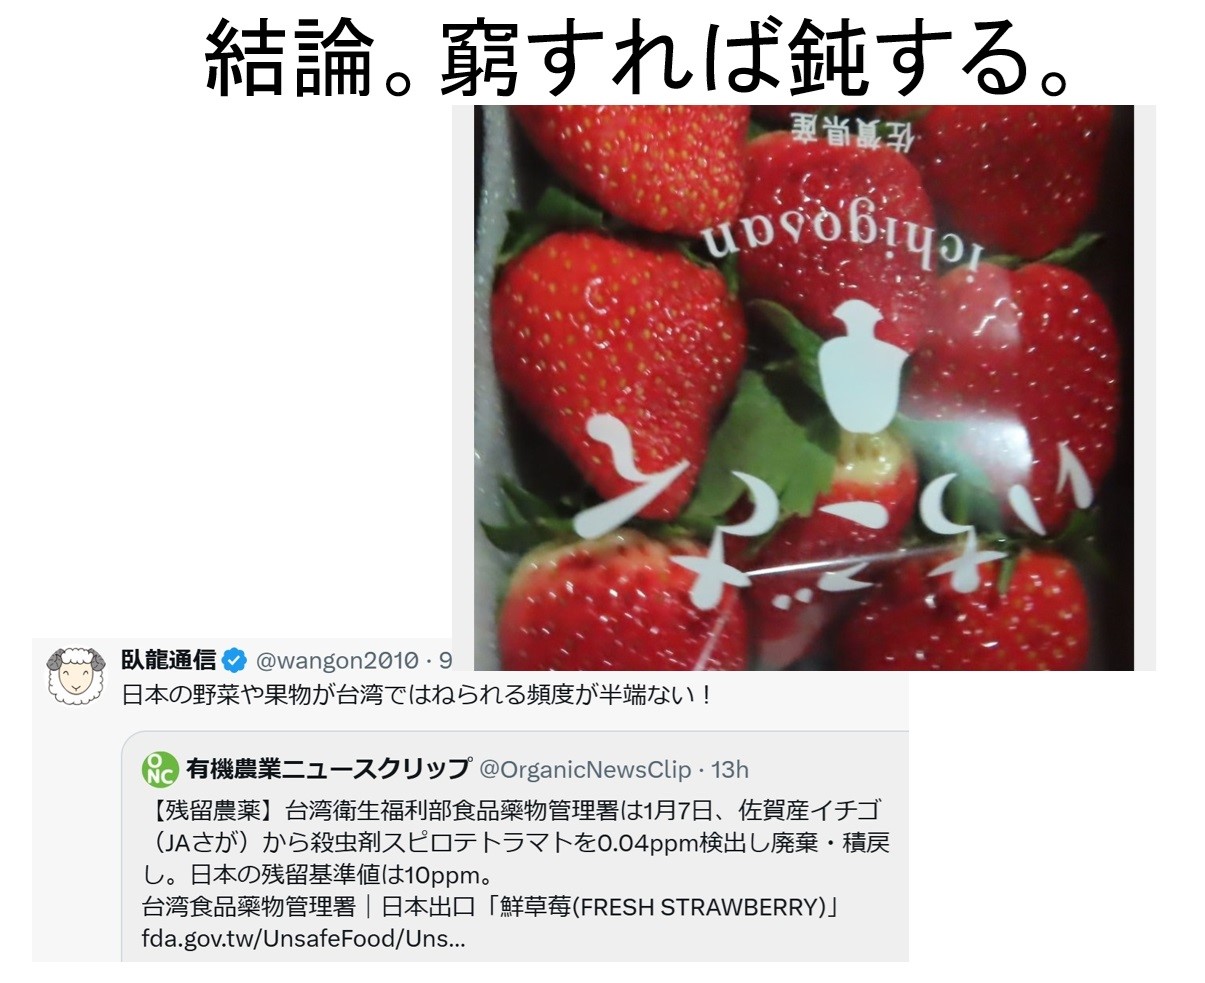 結論。窮すれば鈍する。
佐賀県産
ichigosan
いちごさん
臥龍通信 @wangon2010 · 9
日本の野菜や果物が台湾ではねられる頻度が半端ない！
ONC
有機農業ニュースクリップ @OrganicNewsClip · 13h
【残留農薬】台湾衛生福利部食品藥物管理署は1月7日、佐賀産イチゴ
（JAさが）から殺虫剤スピロテトラマトを0.04ppm検出し廃棄・積戻
し。日本の残留基準値は10ppm。
台湾食品藥物管理署｜日本出口「鮮草莓(FRESH STRAWBERRY)」
fda.gov.tw/UnsafeFood/Uns...